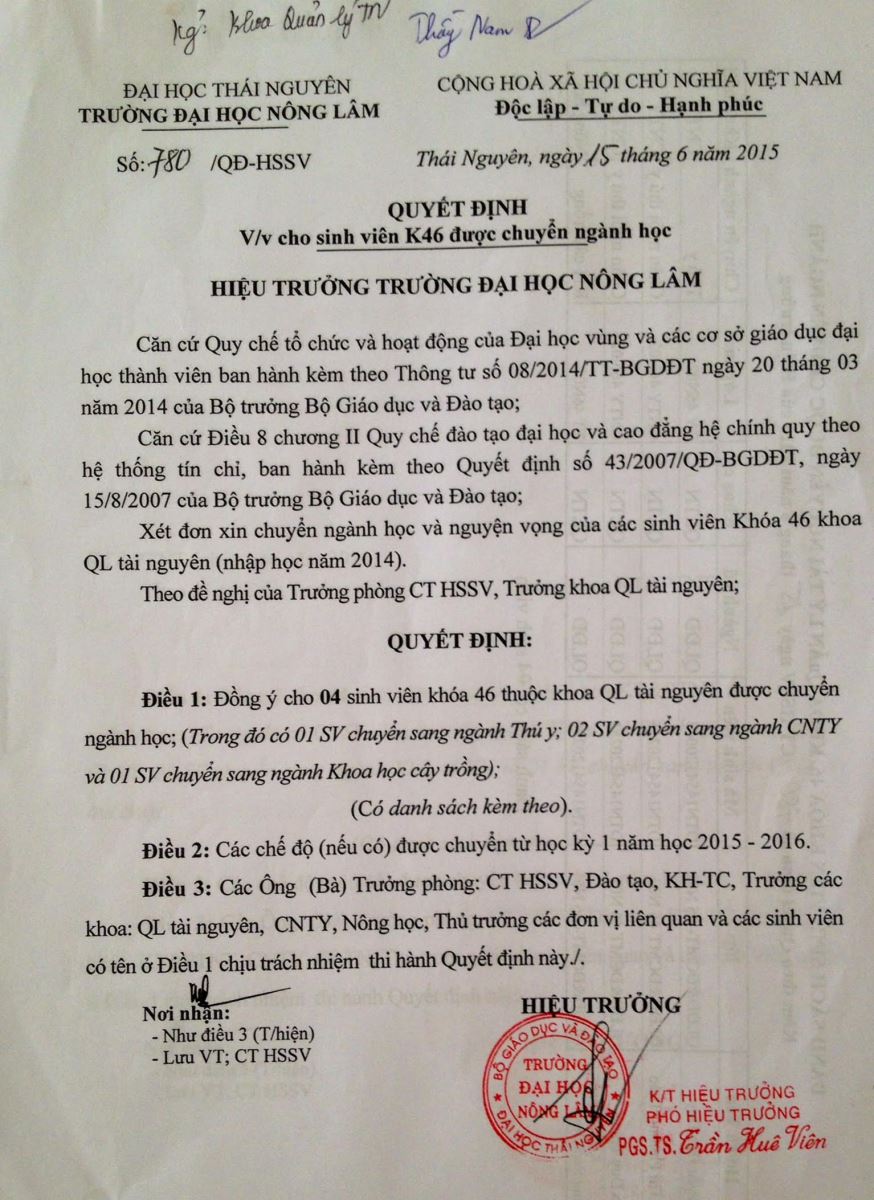 Kg: Khoa Quản lý TN
Thầy Nam
ĐẠI HỌC THÁI NGUYÊN
TRƯỜNG ĐẠI HỌC NÔNG LÂM
CỘNG HOÀ XÃ HỘI CHỦ NGHĨA VIỆT NAM
Độc lập - Tự do - Hạnh phúc
Số: 780 /QĐ-HSSV
Thái Nguyên, ngày 15 tháng 6 năm 2015
QUYẾT ĐỊNH
V/v cho sinh viên K46 được chuyển ngành học
HIỆU TRƯỞNG TRƯỜNG ĐẠI HỌC NÔNG LÂM
Căn cứ Quy chế tổ chức và hoạt động của Đại học vùng và các cơ sở giáo dục đại
học thành viên ban hành kèm theo Thông tư số 08/2014/TT-BGDĐT ngày 20 tháng 03
năm 2014 của Bộ trưởng Bộ Giáo dục và Đào tạo;
Căn cứ Điều 8 chương II Quy chế đào tạo đại học và cao đẳng hệ chính quy theo
hệ thống tín chỉ, ban hành kèm theo Quyết định số 43/2007/QĐ-BGDĐT, ngày
15/8/2007 của Bộ trưởng Bộ Giáo dục và Đào tạo;
Xét đơn xin chuyển ngành học và nguyện vọng của các sinh viên Khóa 46 khoa
QL tài nguyên (nhập học năm 2014).
Theo đề nghị của Trưởng phòng CT HSSV, Trưởng khoa QL tài nguyên;
QUYẾT ĐỊNH:
Điều 1: Đồng ý cho 04 sinh viên khóa 46 thuộc khoa QL tài nguyên được chuyển
ngành học; (Trong đó có 01 SV chuyển sang ngành Thú y; 02 SV chuyển sang ngành CNTY
và 01 SV chuyển sang ngành Khoa học cây trồng);
(Có danh sách kèm theo).
Điều 2: Các chế độ (nếu có) được chuyển từ học kỳ 1 năm học 2015 - 2016.
Điều 3: Các Ông (Bà) Trưởng phòng: CT HSSV, Đào tạo, KH-TC, Trưởng các
khoa: QL tài nguyên, CNTY, Nông học, Thủ trưởng các đơn vị liên quan và các sinh viên
có tên ở Điều 1 chịu trách nhiệm thi hành Quyết định này./.
Nơi nhận:
- Như điều 3 (T/hiện)
- Lưu VT; CT HSSV
HIỆU TRƯỞNG
BỘ GIÁO DỤC VÀ ĐÀO TẠO
TRƯỜNG
ĐẠI HỌC
NÔNG LÂM
ĐẠI HỌC THÁI NGUYÊN
K/T HIỆU TRƯỞNG
PHÓ HIỆU TRƯỞNG
PGS.TS. Trần Huê Viên